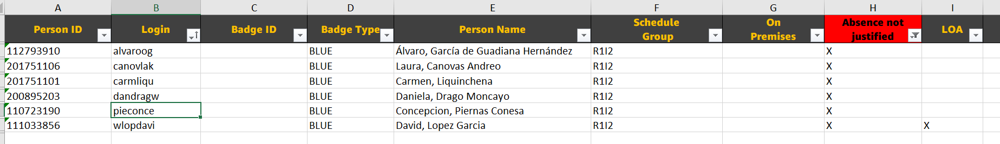 A B C D E F G H I
Person ID Login Badge ID Badge Type Person Name Schedule Group On Premises Absence not justified LOA
112793910 alvaroog BLUE Álvaro, García de Guadiana Hernández R1I2 X
201751106 canovlak BLUE Laura, Canovas Andreo R1I2 X
201751101 carmliqu BLUE Carmen, Liquinchena R1I2 X
200895203 dandragw BLUE Daniela, Drago Moncayo R1I2 X
110723190 pieconce BLUE Concepcion, Piernas Conesa R1I2 X
111033856 wlopdavi BLUE David, Lopez Garcia R1I2 X X